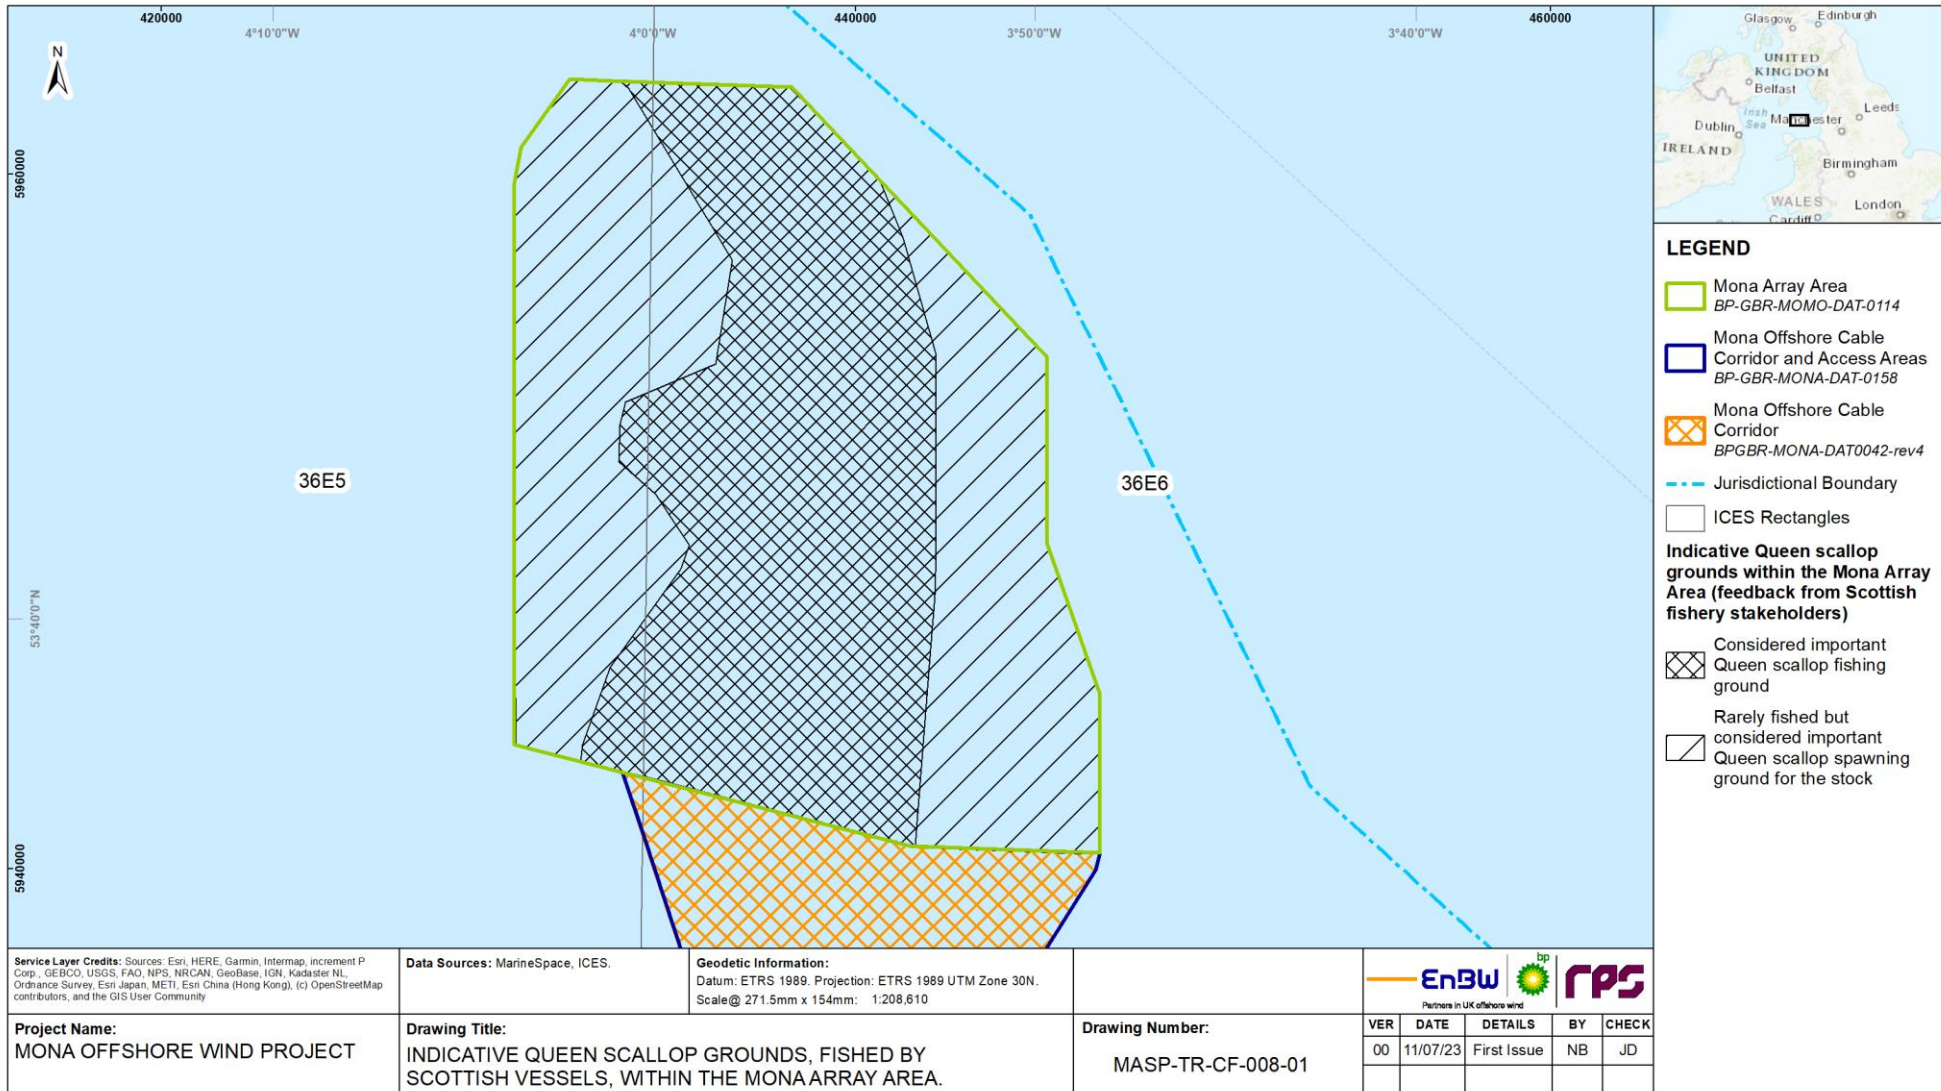 420000
440000
460000
4°10'0"W
4°0'0"W
3°50'0"W
3°40'0"W
N
5960000
53°40'0"N
5940000
36E5
36E6
Glasgow
Edinburgh
UNITED
KINGDOM
Belfast
Leeds
Irish
Sea
Manchester
Dublin
IRELAND
Birmingham
WALES
London
Cardiff
LEGEND
Mona Array Area
BP-GBR-MOMO-DAT-0114
Mona Offshore Cable
Corridor and Access Areas
BP-GBR-MONA-DAT-0158
Mona Offshore Cable
Corridor
BPGBR-MONA-DAT0042-rev4
Jurisdictional Boundary
ICES Rectangles
Indicative Queen scallop
grounds within the Mona Array
Area (feedback from Scottish
fishery stakeholders)
Considered important
Queen scallop fishing
ground
Rarely fished but
considered important
Queen scallop spawning
ground for the stock
Service Layer Credits: Sources: Esri, HERE, Garmin, Intermap, increment P
Corp., GEBCO, USGS, FAO, NPS, NRCAN, GeoBase, IGN, Kadaster NL,
Ordnance Survey, Esri Japan, METI, Esri China (Hong Kong), (c) OpenStreetMap
contributors, and the GIS User Community
Data Sources: MarineSpace, ICES.
Geodetic Information:
Datum: ETRS 1989. Projection: ETRS 1989 UTM Zone 30N.
Scale@ 271.5mm x 154mm: 1:208,610
EnBW
bp
rps
Partners in UK offshore wind
Project Name:
MONA OFFSHORE WIND PROJECT
Drawing Title:
INDICATIVE QUEEN SCALLOP GROUNDS, FISHED BY
SCOTTISH VESSELS, WITHIN THE MONA ARRAY AREA.
Drawing Number:
MASP-TR-CF-008-01
VER DATE DETAILS BY CHECK
00 11/07/23 First Issue NB JD